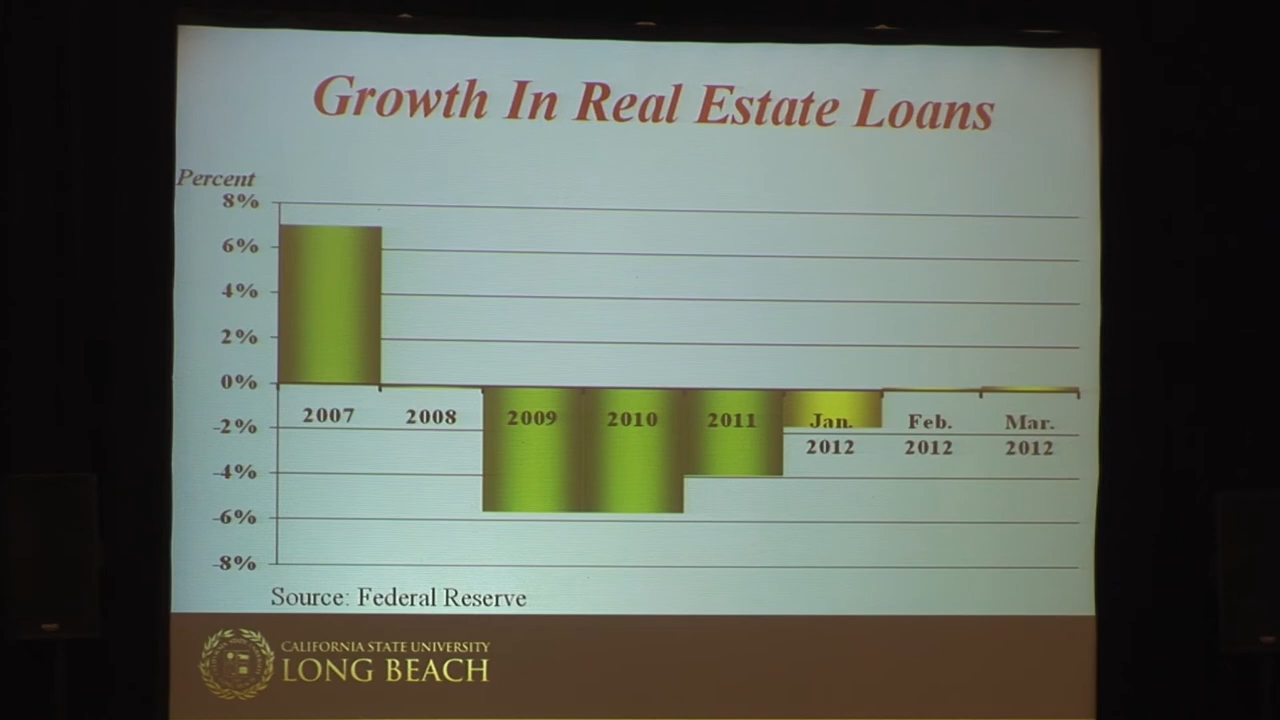 Growth In Real Estate Loans
Percent
8%
6%
4%
2%
0%
-2%
-4%
-6%
-8%
2007 2008 2009 2010 2011 Jan. Feb. Mar.
2012 2012 2012
Source: Federal Reserve
CALIFORNIA STATE UNIVERSITY
LONG BEACH